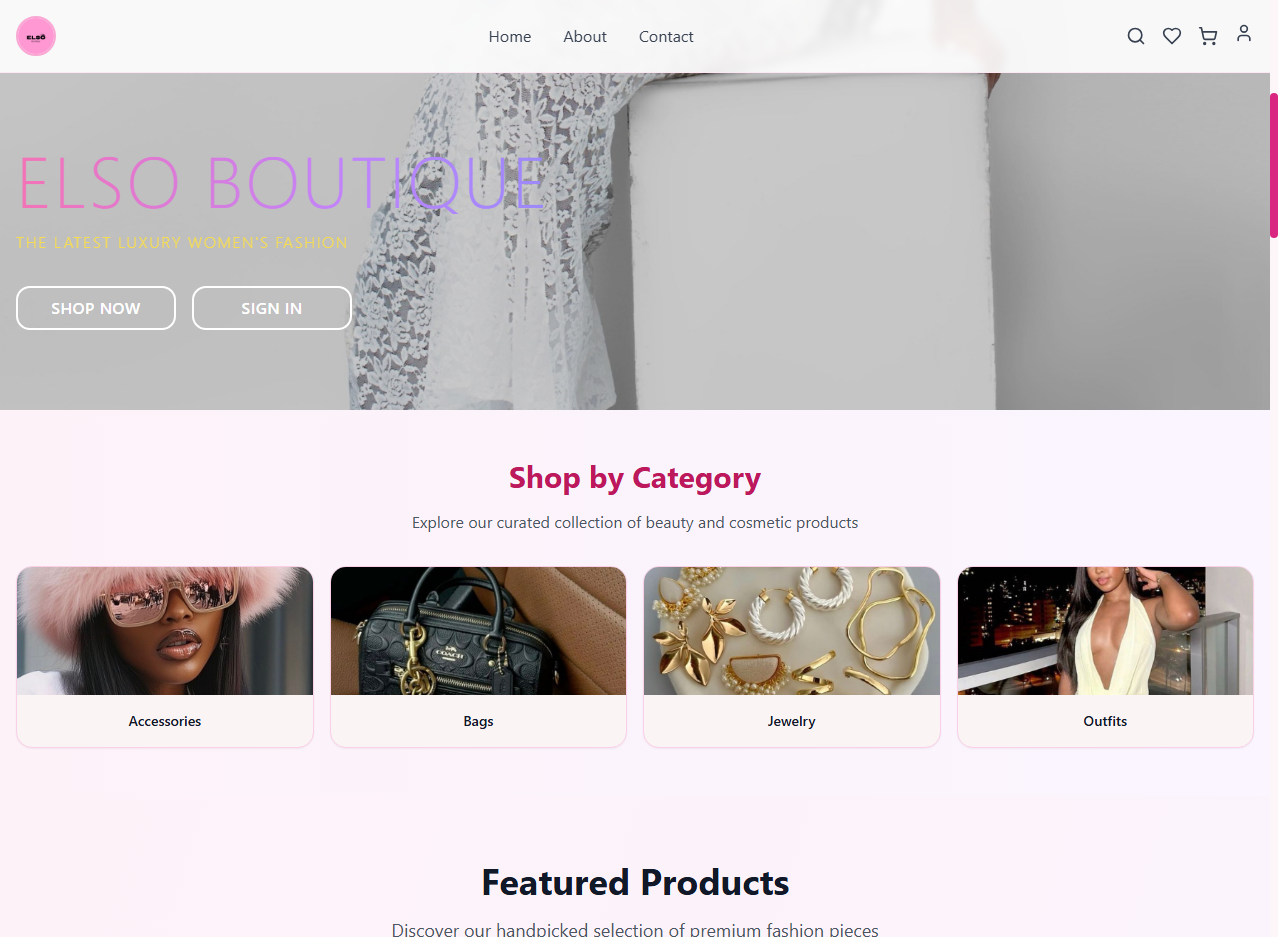 ELSO
Home About Contact
ELSO BOUTIQUE
THE LATEST LUXURY WOMEN'S FASHION
SHOP NOW SIGN IN
Shop by Category
Explore our curated collection of beauty and cosmetic products
COACH
Accessories Bags Jewelry Outfits
Featured Products
Discover our handpicked selection of premium fashion pieces